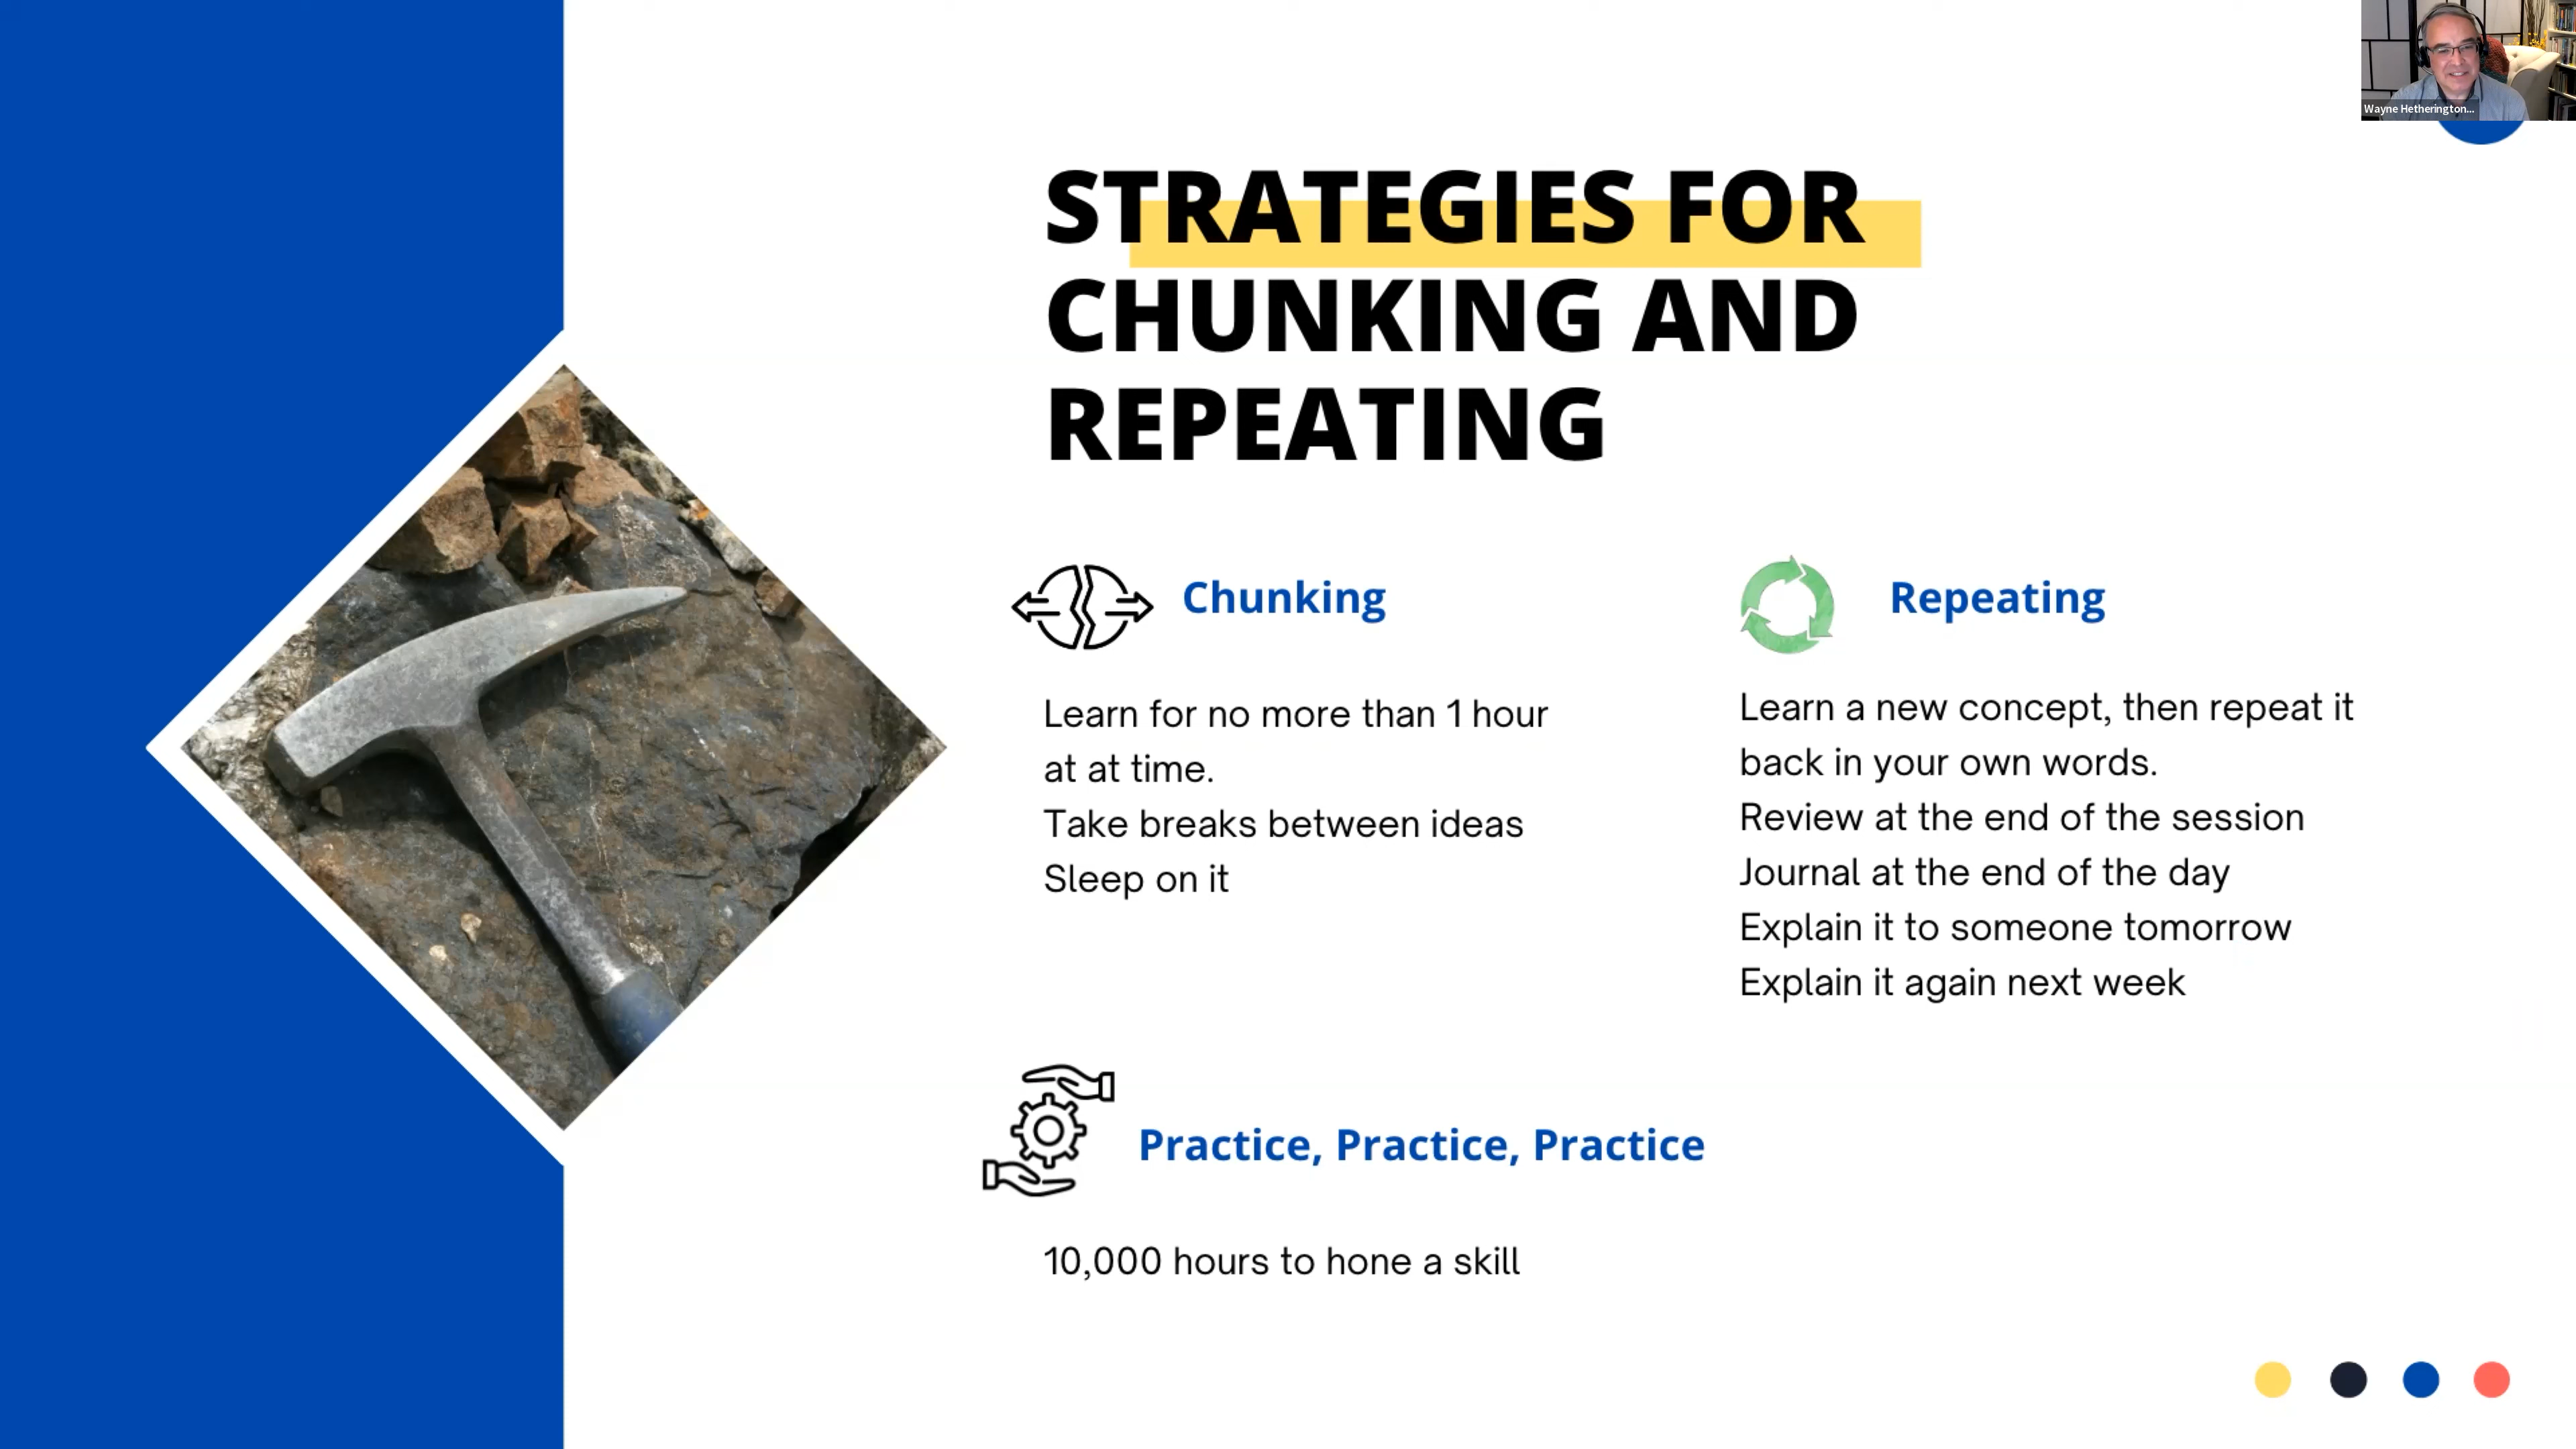 Wayne Hetherington...
STRATEGIES FOR
CHUNKING AND
REPEATING
Chunking
Learn for no more than 1 hour
at at time.
Take breaks between ideas
Sleep on it
Repeating
Learn a new concept, then repeat it
back in your own words.
Review at the end of the session
Journal at the end of the day
Explain it to someone tomorrow
Explain it again next week
Practice, Practice, Practice
10,000 hours to hone a skill